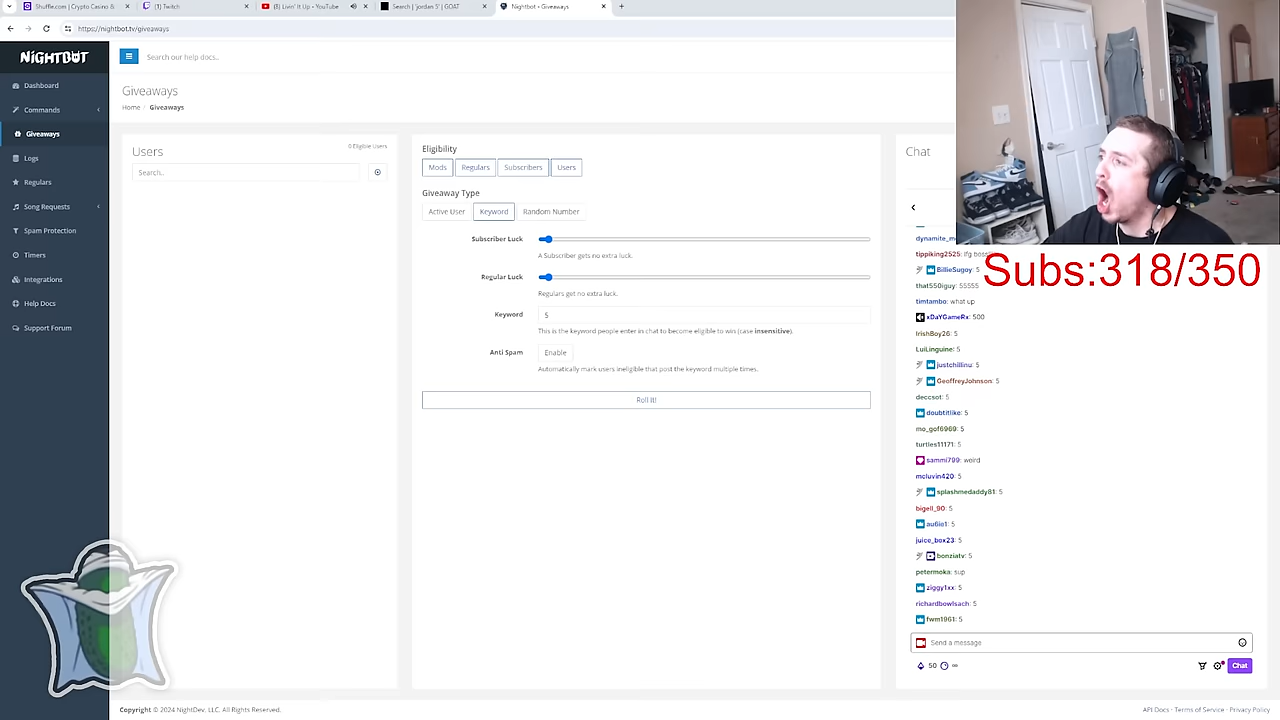 Shuffle.com | Crypto Casino &
(1) Twitch
(8) Livin' It Up - YouTube
Search | 'jordan 5' | GOAT
Nightbot • Giveaways
https://nightbot.tv/giveaways
NIGHTBOT
Search our help docs..
Dashboard
Commands
Giveaways
Logs
Regulars
Song Requests
Spam Protection
Timers
Integrations
Help Docs
Support Forum
Giveaways
Home
Giveaways
Users
0 Eligible Users
Search..
Eligibility
Mods
Regulars
Subscribers
Users
Giveaway Type
Active User
Keyword
Random Number
Subscriber Luck
A Subscriber gets no extra luck.
Regular Luck
Regulars get no extra luck.
Keyword
5
This is the keyword people enter in chat to become eligible to win (case insensitive).
Anti Spam
Enable
Automatically mark users ineligible that post the keyword multiple times.
Roll It!
Chat
Subs:318/350
tippiking2525: lfg
BillieSugoy: 5
that550iguy: 55555
timtambo: what up
xDaYGameRx: 500
IrishBoy26: 5
LuiLinguine: 5
justchillinu: 5
GeoffreyJohnson: 5
deccsot: 5
doubtitlike: 5
mo_gof6969: 5
turtles11171: 5
sammi799: weird
mcluvin420: 5
splashmedaddy81: 5
bigell_90: 5
au6io1: 5
juice_box23: 5
bonziatv: 5
petermoka: sup
ziggy1xx: 5
richardbowlsach: 5
fwm1961: 5
Send a message
50
∞
Chat
Copyright © 2024 NightDev, LLC. All Rights Reserved.
API Docs · Terms of Service · Privacy Policy